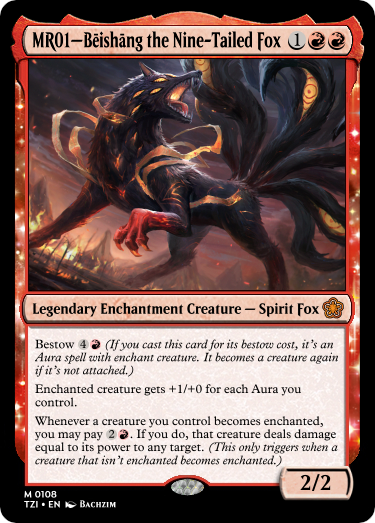 MR01–Bēishāng the Nine-Tailed Fox 1
Legendary Enchantment Creature — Spirit Fox
Bestow 4 (If you cast this card for its bestow cost, it's an
Aura spell with enchant creature. It becomes a creature again
if it's not attached.)
Enchanted creature gets +1/+0 for each Aura you
control.
Whenever a creature you control becomes enchanted,
you may pay 2. If you do, that creature deals damage
equal to its power to any target. (This only triggers when a
creature that isn't enchanted becomes enchanted.)
2/2
M 0108
TZI • EN Bachzim